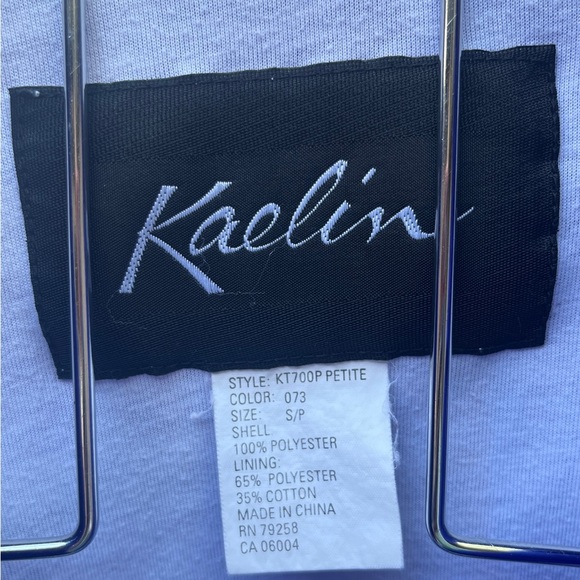 Kaelin
STYLE: KT700P PETITE
COLOR: 073
SIZE: S/P
SHELL
100% POLYESTER
LINING:
65% POLYESTER
35% COTTON
MADE IN CHINA
RN 79258
CA 06004